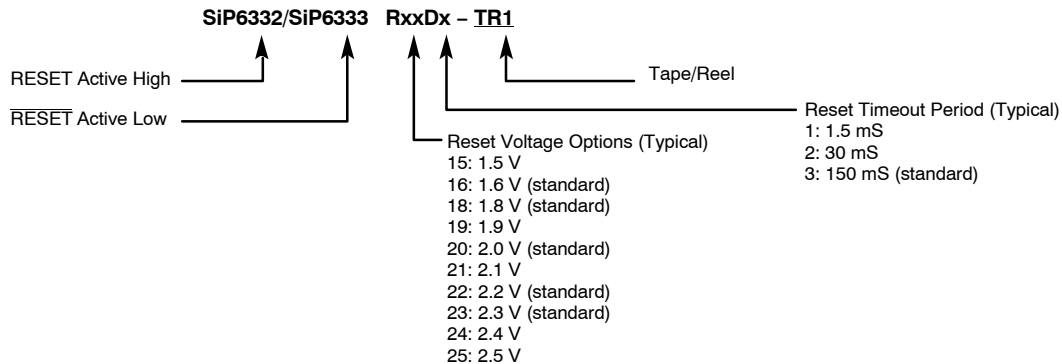 SiP6332/SiP6333 RxxDx – TR1
RESET Active High
RESET Active Low
Tape/Reel
Reset Timeout Period (Typical)
1: 1.5 mS
2: 30 mS
3: 150 mS (standard)
Reset Voltage Options (Typical)
15: 1.5 V
16: 1.6 V (standard)
18: 1.8 V (standard)
19: 1.9 V
20: 2.0 V (standard)
21: 2.1 V
22: 2.2 V (standard)
23: 2.3 V (standard)
24: 2.4 V
25: 2.5 V